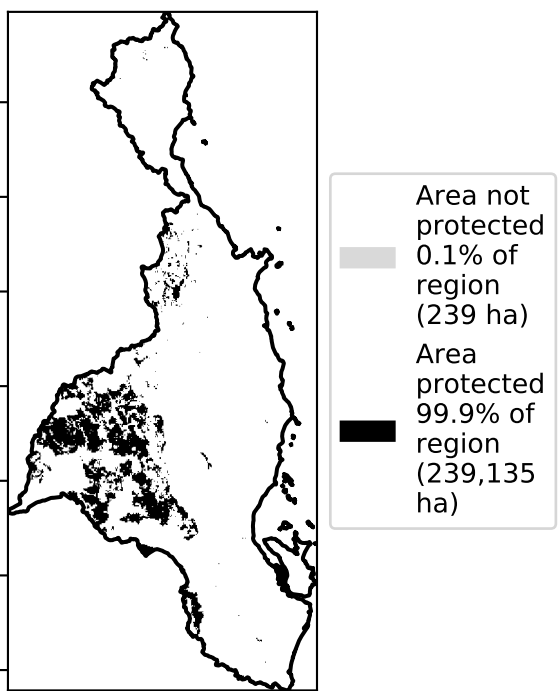 Area not
protected
0.1% of
region
(239 ha)
Area
protected
99.9% of
region
(239,135
ha)